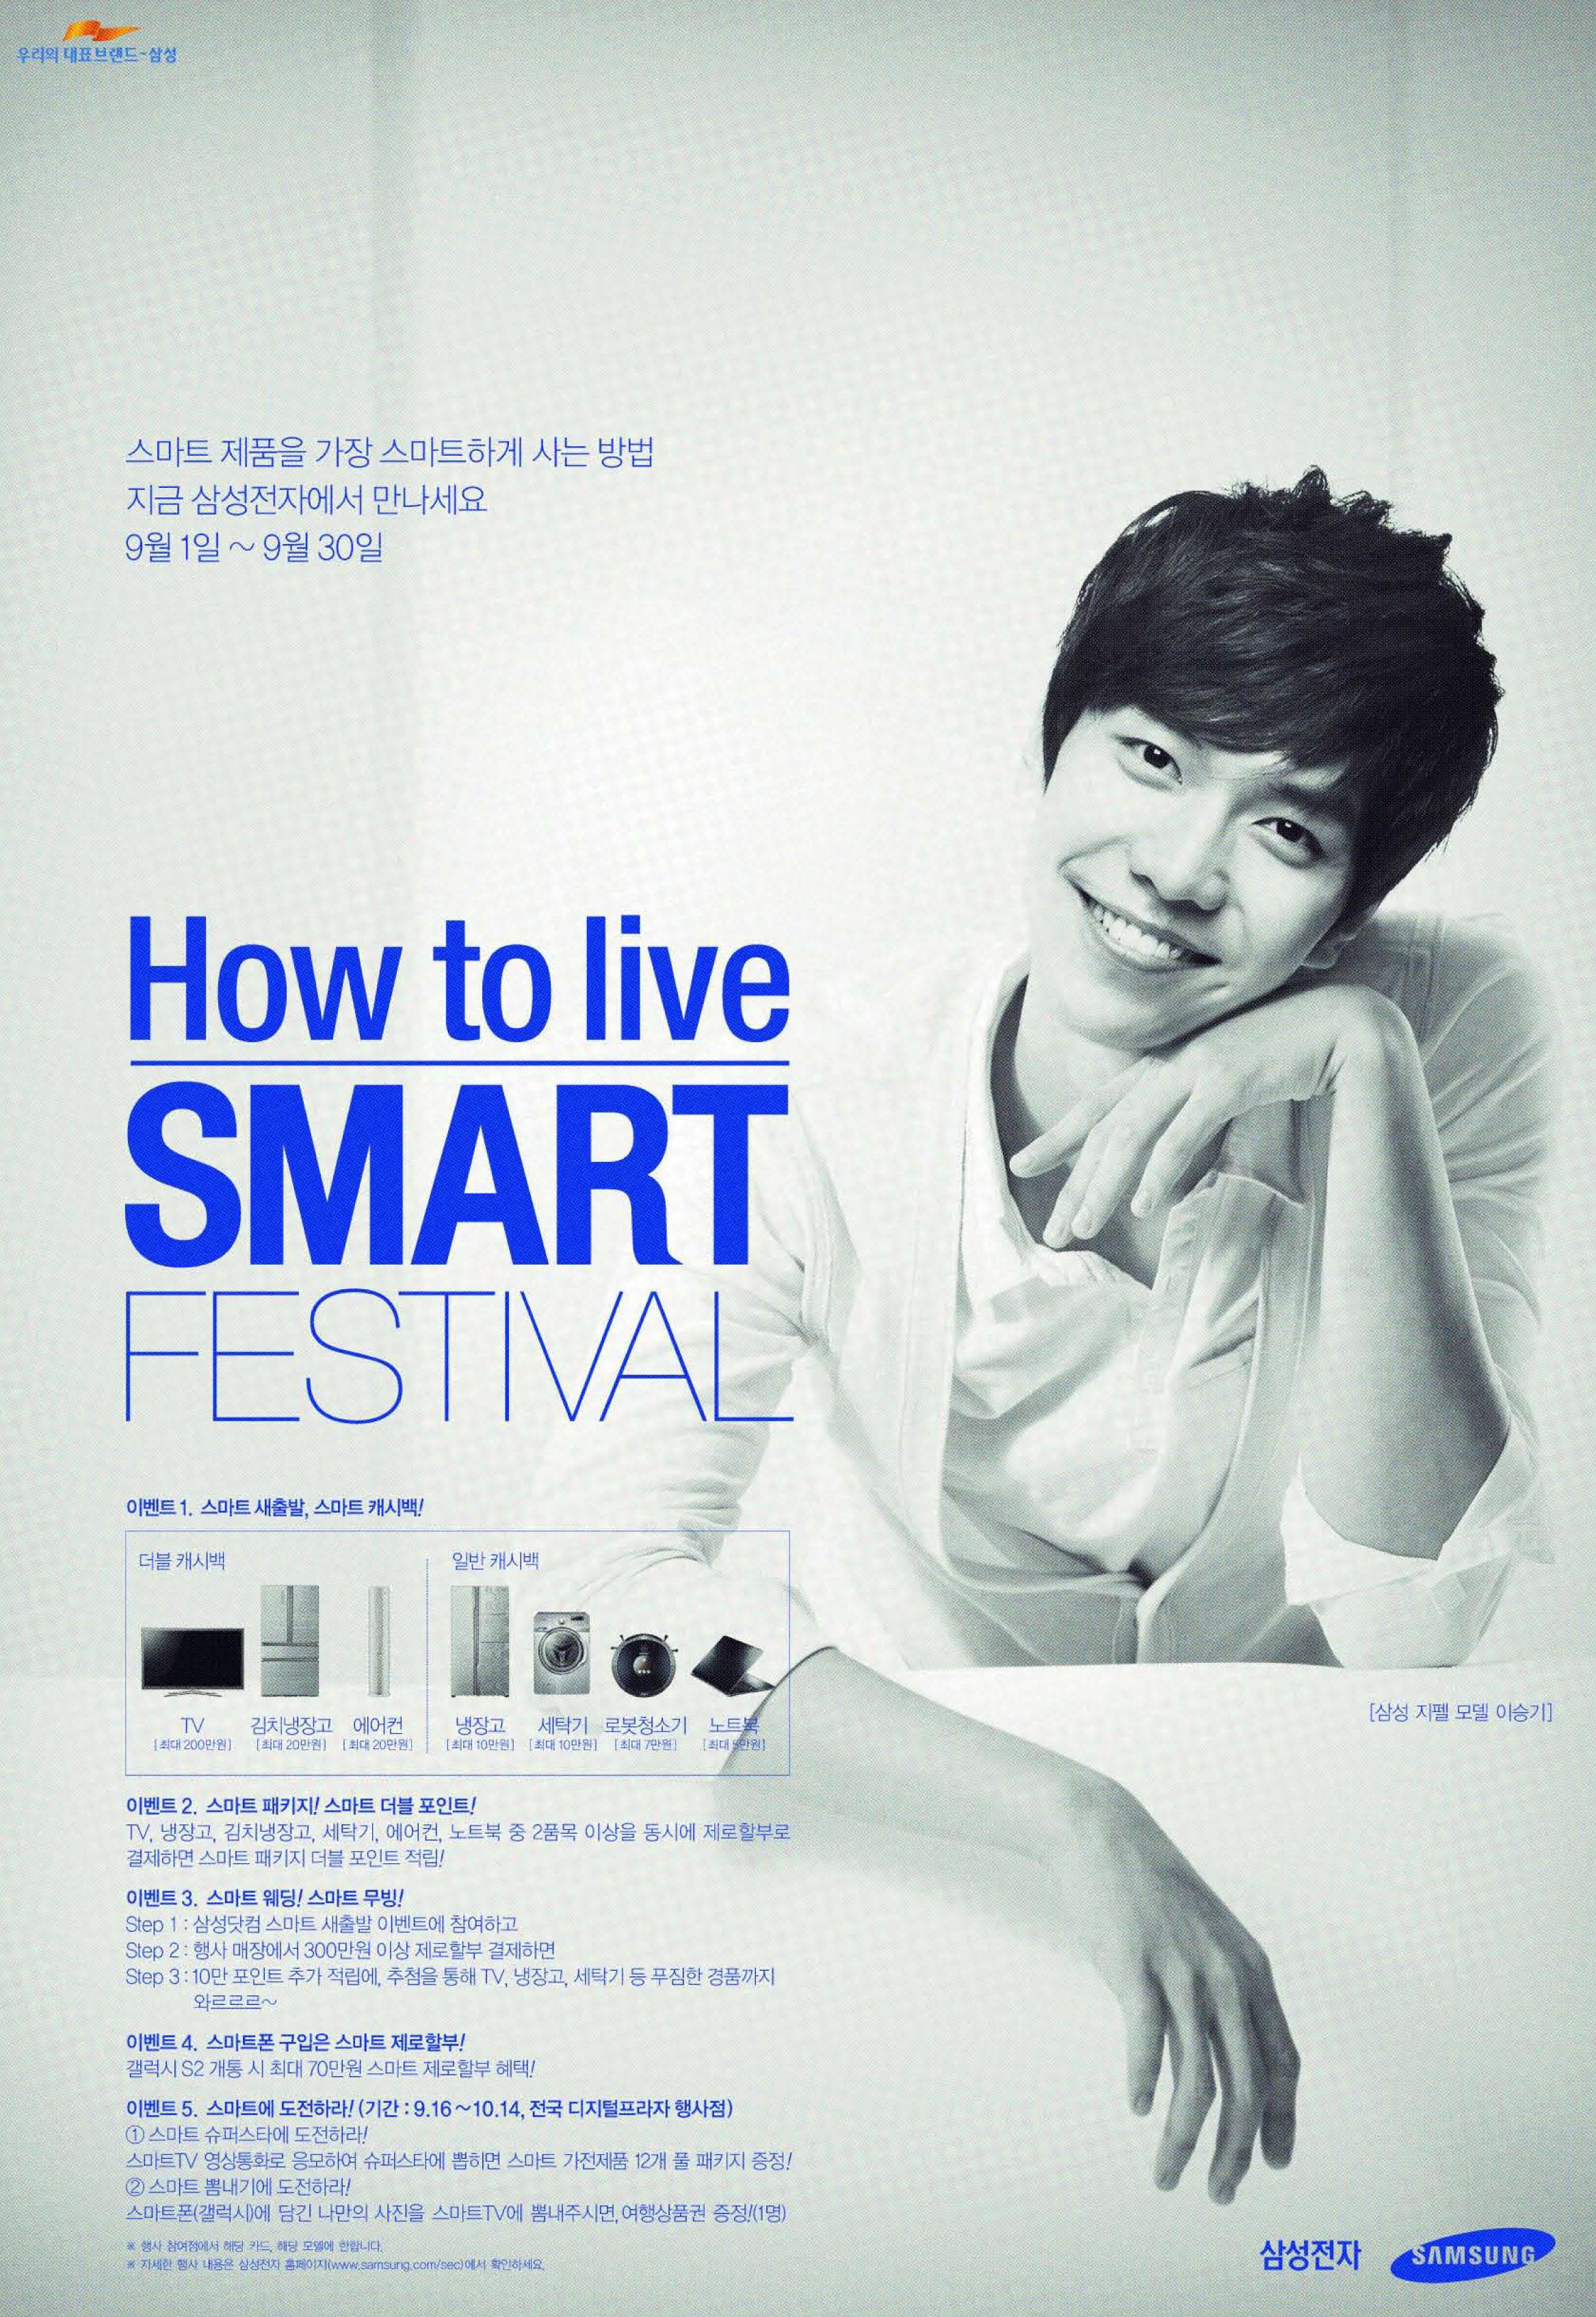 우리의 대표브랜드~삼성
스마트 제품을 가장 스마트하게 사는 방법
지금 삼성전자에서 만나세요
9월 1일 ~ 9월 30일
How to live
SMART
FESTIVAL
이벤트 1. 스마트 새출발, 스마트 캐시백!
더블 캐시백
일반 캐시백
TV 김치냉장고 에어컨 냉장고 세탁기 로봇청소기 노트북
[최대 200만원] [최대 20만원] [최대 20만원] [최대 10만원] [최대 10만원] [최대 7만원] [최대 5만원]
[삼성 지펠 모델 이승기]
이벤트 2. 스마트 패키지! 스마트 더블 포인트!
TV, 냉장고, 김치냉장고, 세탁기, 에어컨, 노트북 중 2품목 이상을 동시에 제로할부로
결제하면 스마트 패키지 더블 포인트 적립!
이벤트 3. 스마트 웨딩! 스마트 무빙!
Step 1 : 삼성닷컴 스마트 새출발 이벤트에 참여하고
Step 2 : 행사 매장에서 300만원 이상 제로할부 결제하면
Step 3 : 10만 포인트 추가 적립에, 추첨을 통해 TV, 냉장고, 세탁기 등 푸짐한 경품까지
와르르르~
이벤트 4. 스마트폰 구입은 스마트 제로할부!
갤럭시 S2 개통 시 최대 70만원 스마트 제로할부 혜택!
이벤트 5. 스마트에 도전하라! (기간 : 9.16 ~10.14, 전국 디지털프라자 행사점)
① 스마트 슈퍼스타에 도전하라!
스마트TV 영상통화로 응모하여 슈퍼스타에 뽑히면 스마트 가전제품 12개 풀 패키지 증정!
② 스마트 뽐내기에 도전하라!
스마트폰(갤럭시)에 담긴 나만의 사진을 스마트TV에 뽐내주시면, 여행상품권 증정!(1명)
※ 행사 참여점에서 해당 카드, 해당 모델에 한합니다.
※ 자세한 행사 내용은 삼성전자 홈페이지(www.samsung.com/sec)에서 확인하세요.
삼성전자 SAMSUNG